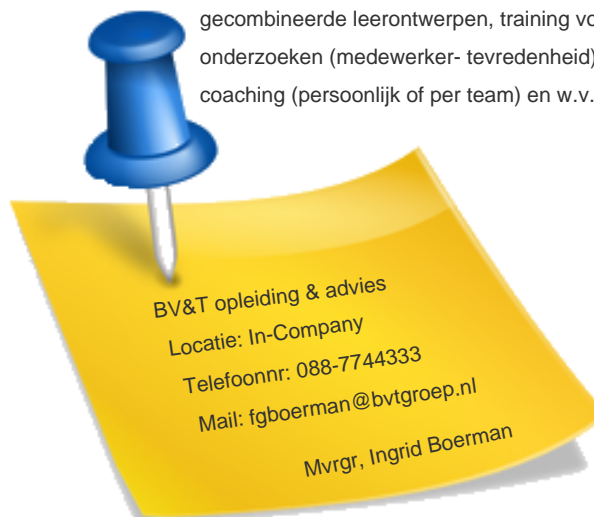 gecombineerde leerontwerpen, training
onderzoeken (medewerker- tevredenheid)
coaching (persoonlijk of per team) en w.v.
BV&T opleiding & advies
Locatie: In-Company
Telefoonnr: 088-7744333
Mail: fgboerman@bvtgroep.nl
Mvrgr, Ingrid Boerman